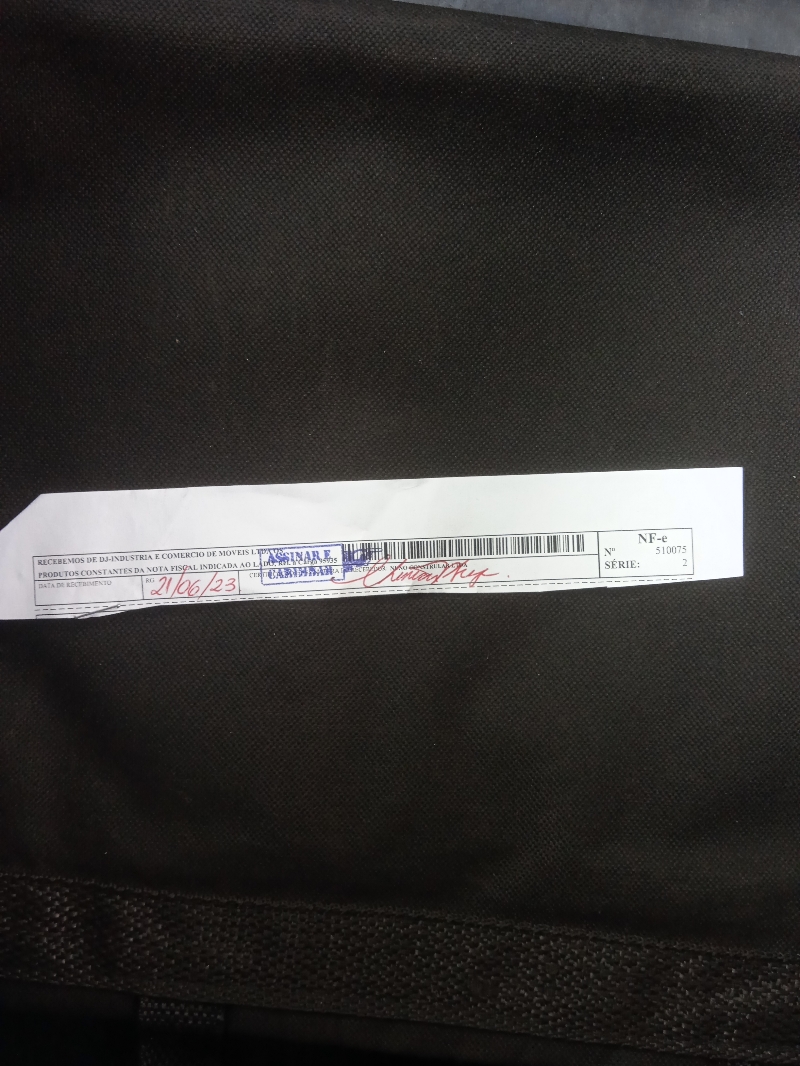 RECEBEMOS DE DJ-INDUSTRIA E COMERCIO DE MOVEIS LTDA
PRODUTOS CONSTANTES DA NOTA FISCAL INDICADA AO LADO,
ASSINAR E
CARIMBAR
DATA DE RECEBIMENTO
RG
21/06/23
NF-e
Nº 510075
SÉRIE: 2